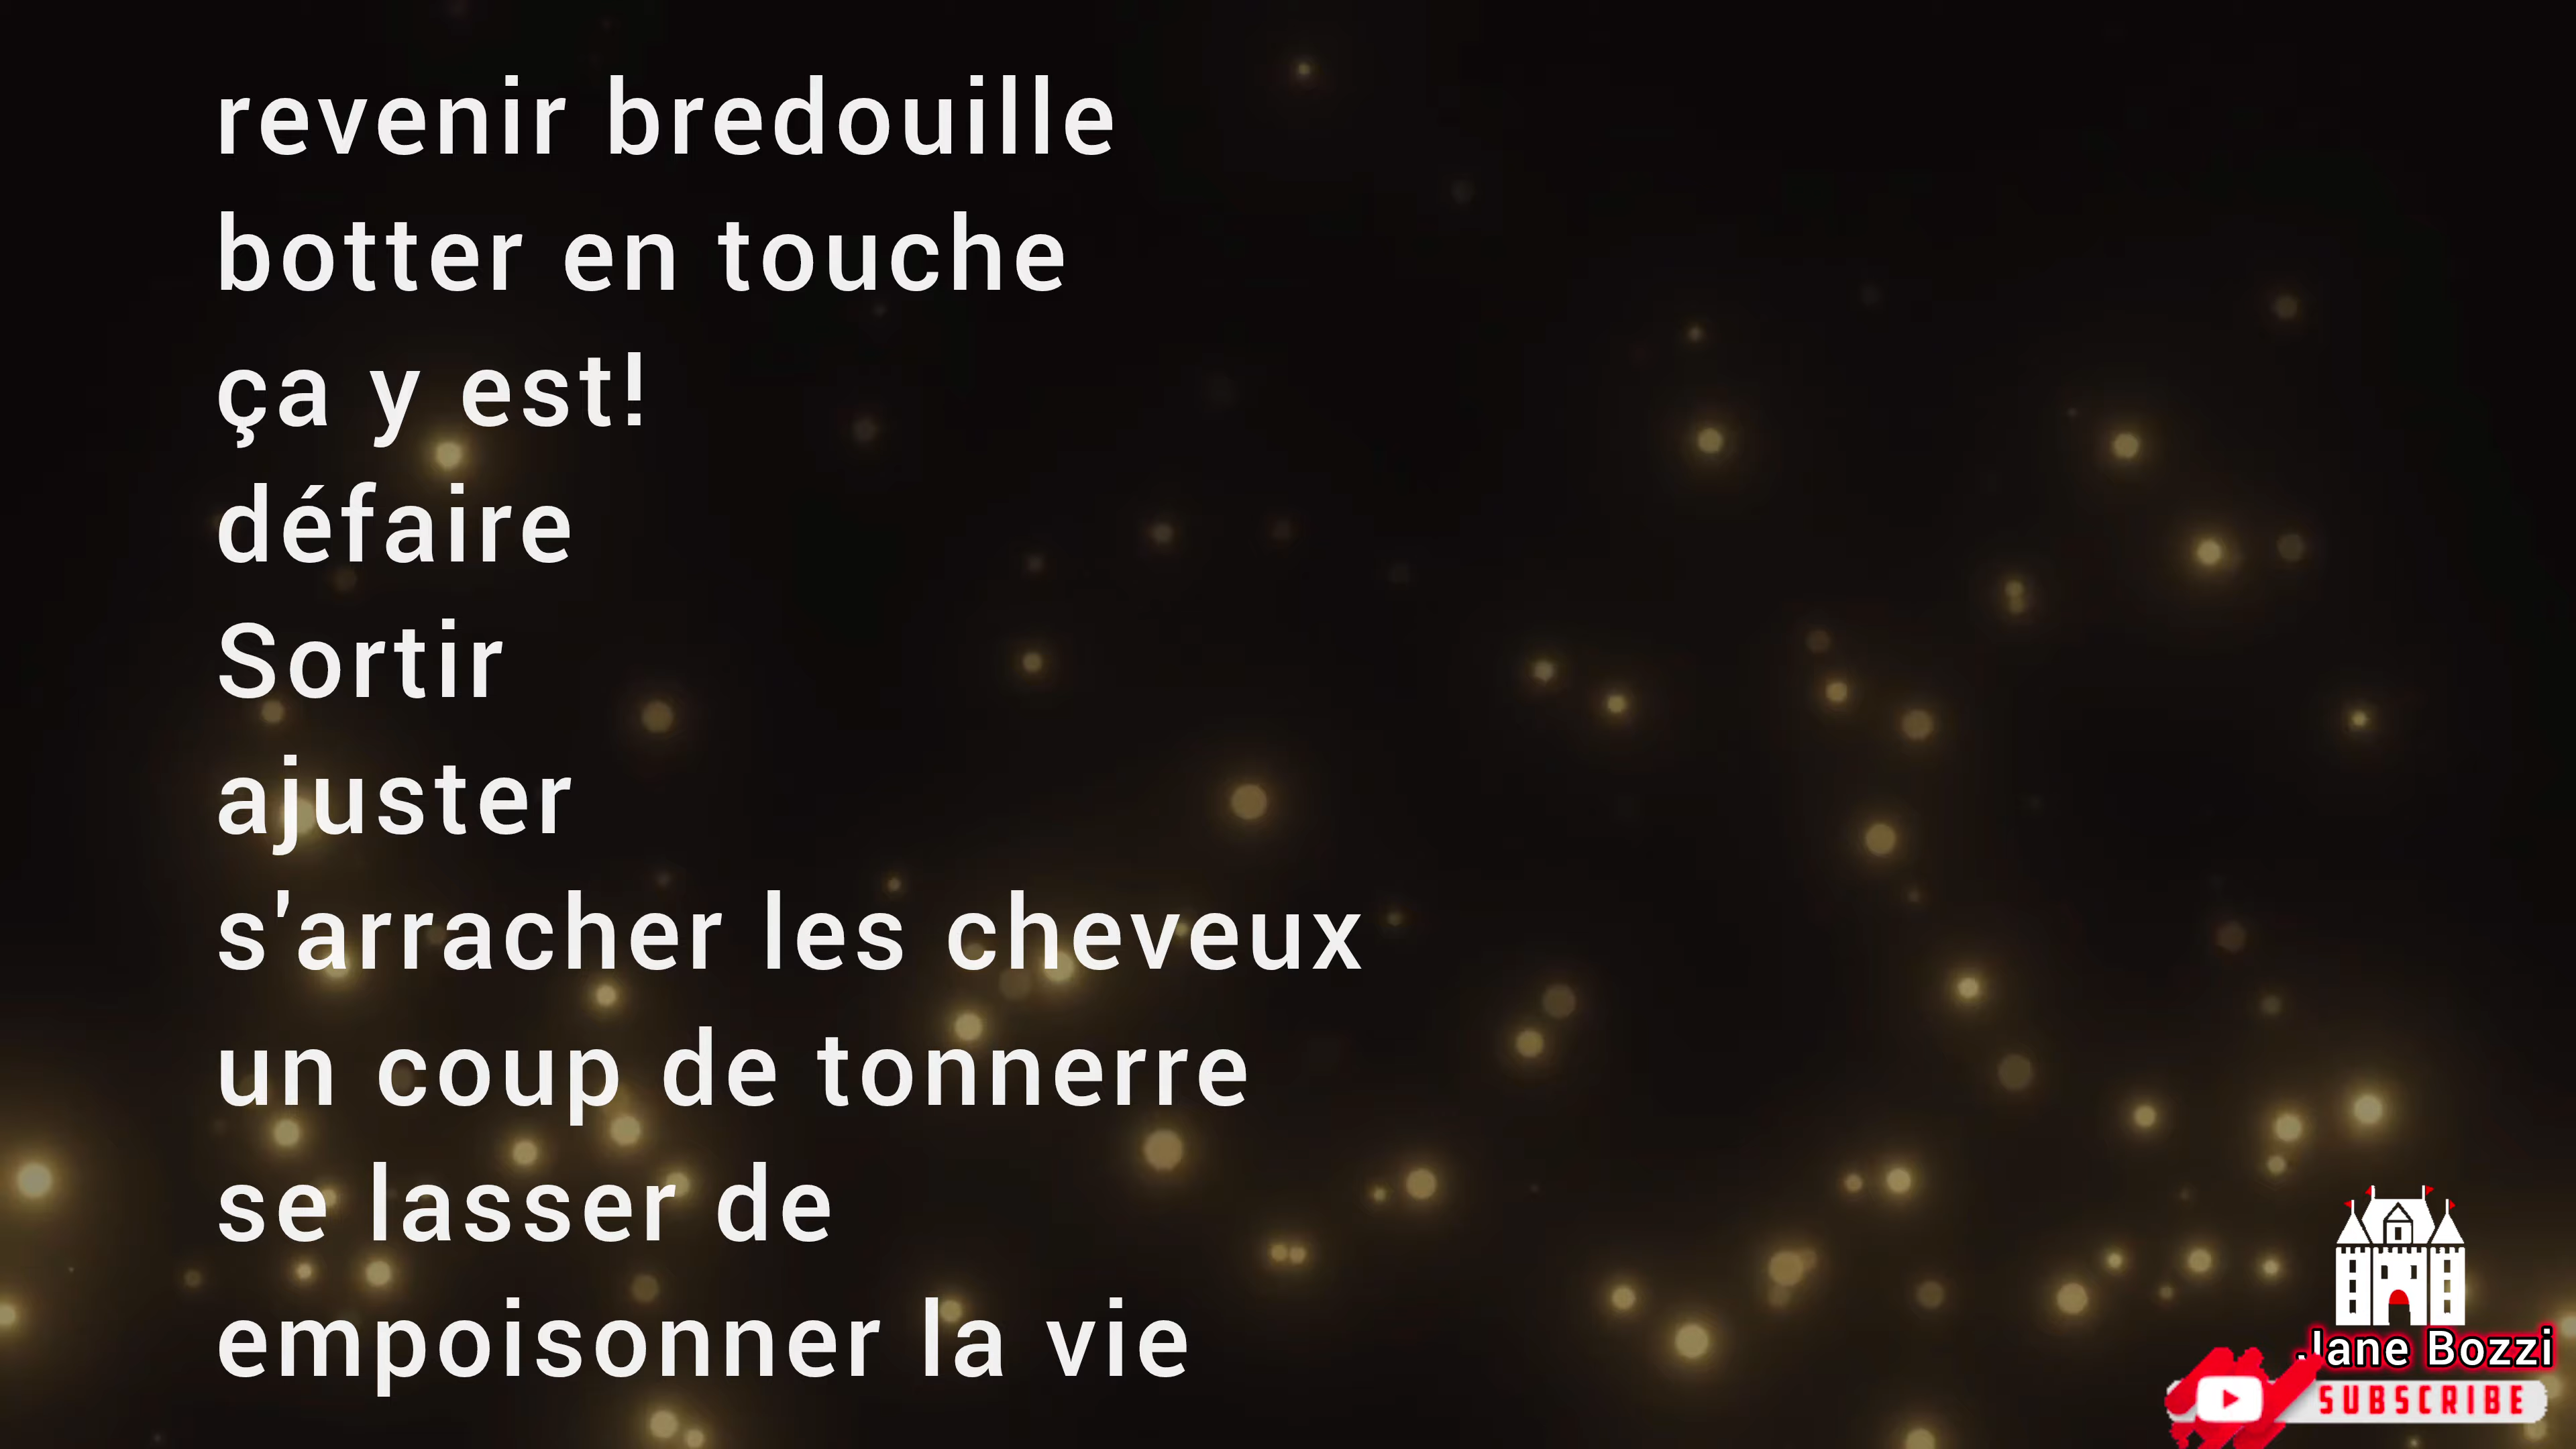 revenir bredouille
botter en touche
ça y est!
défaire
Sortir
ajuster
s'arracher les cheveux
un coup de tonnerre
se lasser de
empoisonner la vie
Jane Bozzi
SUBSCRIBE